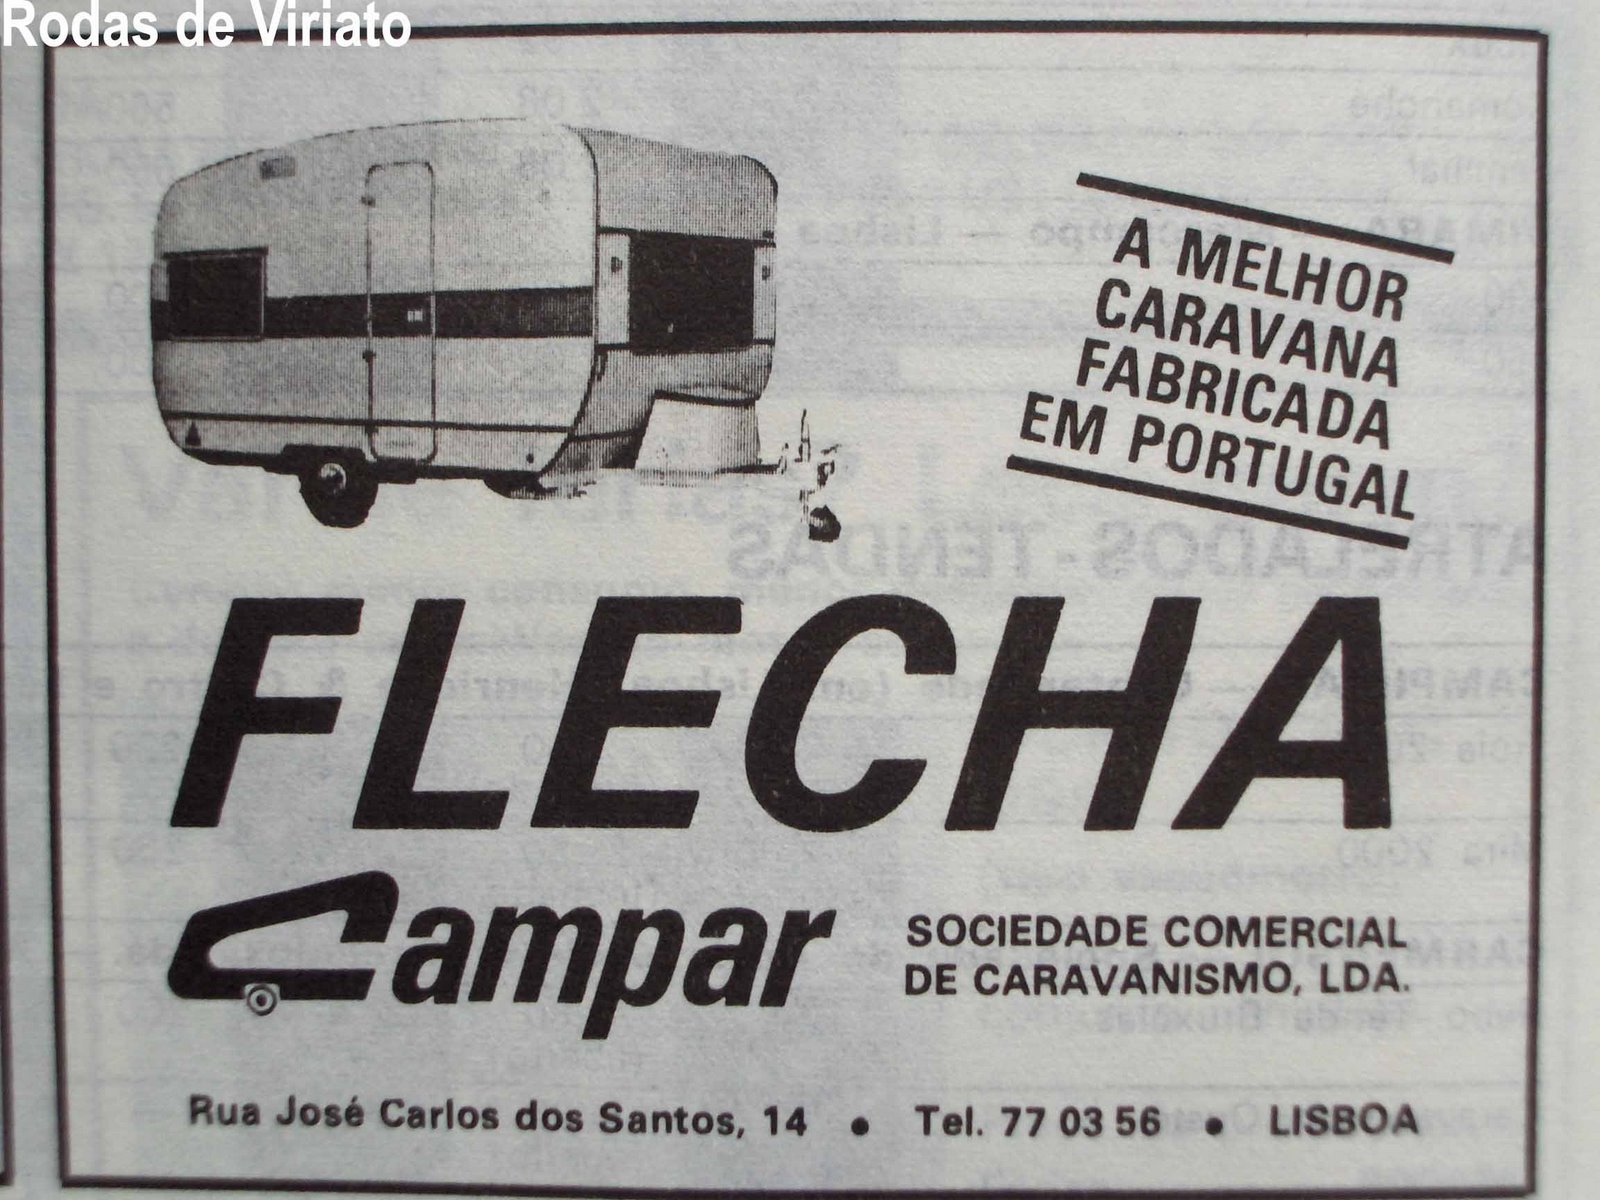 Rodas de Viriato
A MELHOR
CARAVANA
FABRICADA
EM PORTUGAL
FLECHA
Campar
SOCIEDADE COMERCIAL
DE CARAVANISMO, LDA.
Rua José Carlos dos Santos, 14 • Tel. 77 03 56 • LISBOA